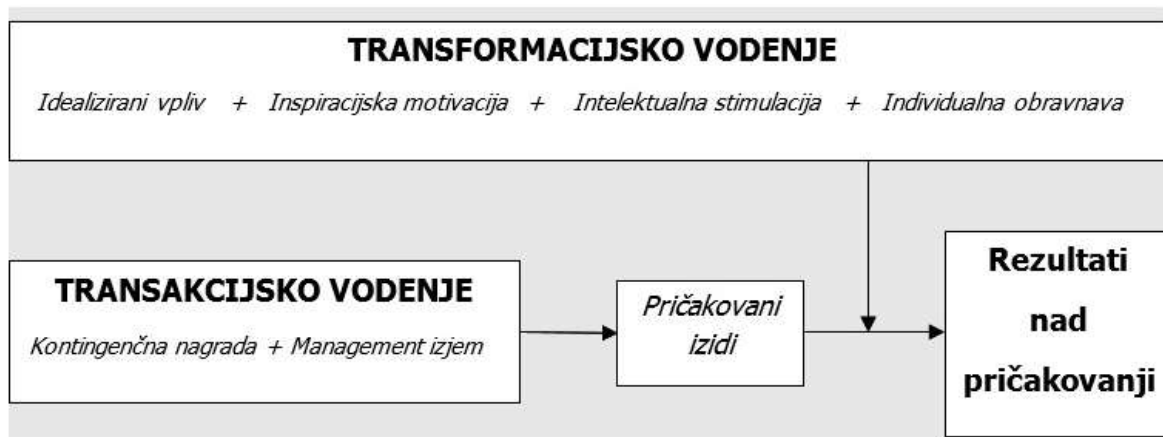 TRANSFORMACIJSKO VODENJE
Idealizirani vpliv + Inspiracijska motivacija + Intelektualna stimulacija + Individualna obravnava
TRANSAKCIJSKO VODENJE
Kontingenčna nagrada + Management izjem
Pričakovani
izidi
Rezultati
nad
pričakovanji